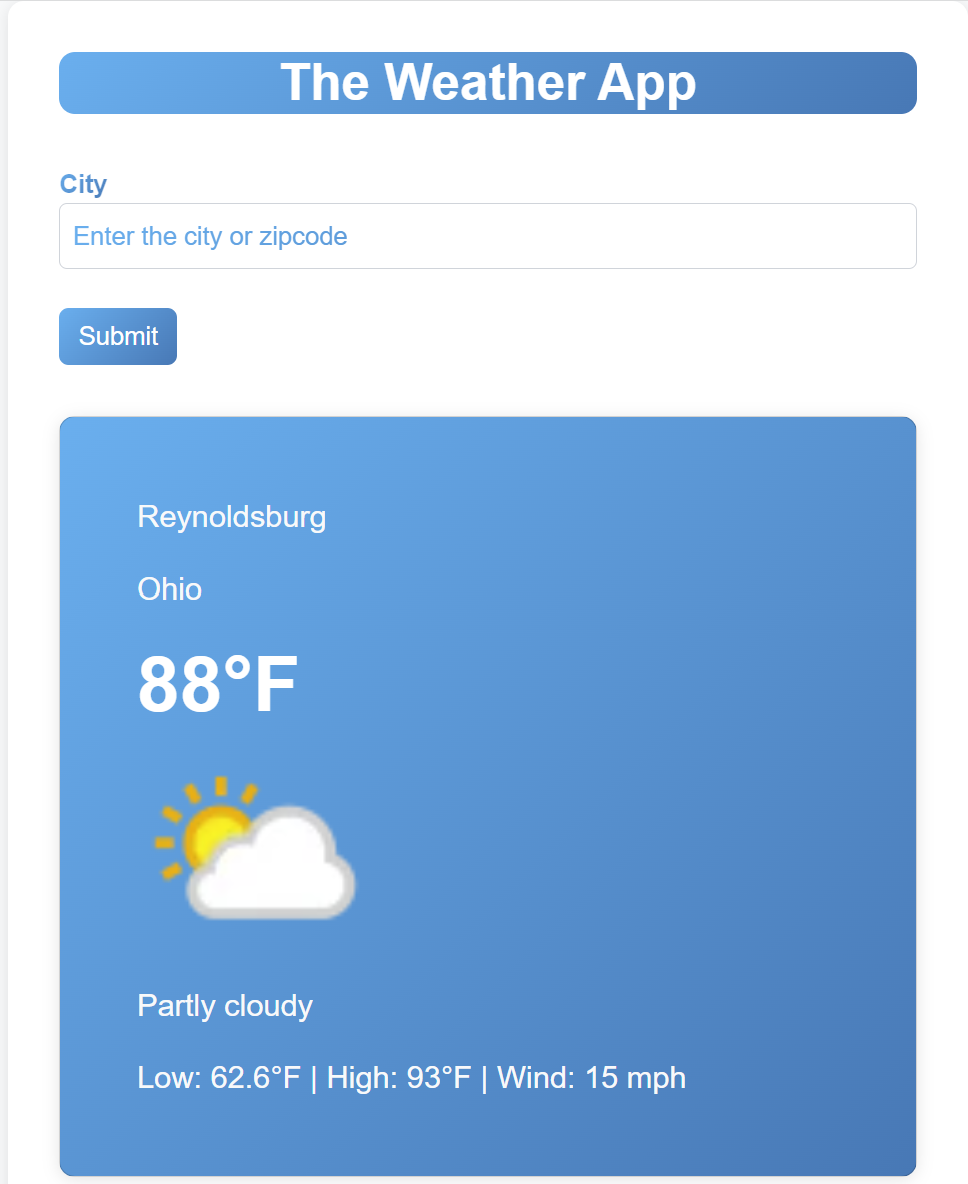 The Weather App
City
Enter the city or zipcode
Submit
Reynoldsburg
Ohio
88°F
Partly cloudy
Low: 62.6°F | High: 93°F | Wind: 15 mph